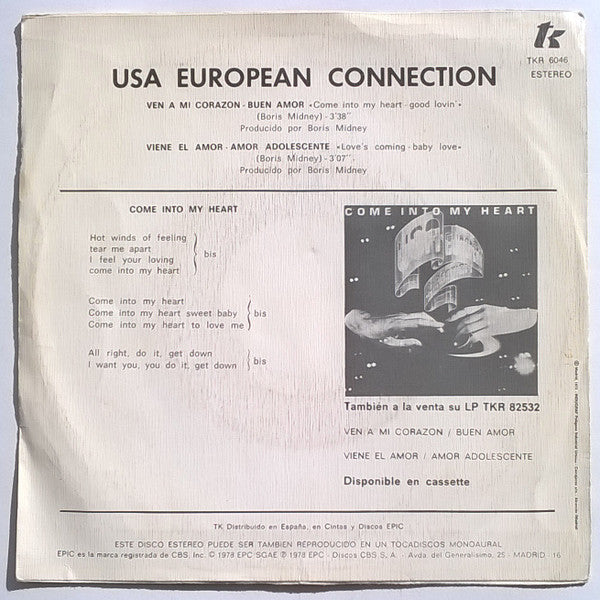 tk
TKR 6046
ESTEREO
USA EUROPEAN CONNECTION
VEN A MI CORAZON - BUEN AMOR «Come into my heart - good lovin'»
(Boris Midney) - 3'38"
Producido por Boris Midney
VIENE EL AMOR - AMOR ADOLESCENTE «Love's coming - baby love»
(Boris Midney) - 3'07"
Producido por Boris Midney
COME INTO MY HEART
Hot winds of feeling
tear me apart
I feel your loving
come into my heart
bis
Come into my heart
Come into my heart sweet baby
Come into my heart to love me
bis
All right, do it, get down
I want you, you do it, get down
bis
COME INTO MY HEART
USA
También a la venta su LP TKR 82532
VEN A MI CORAZON / BUEN AMOR
VIENE EL AMOR / AMOR ADOLESCENTE
Disponible en cassette
TK Distribuido en España, en Cintas y Discos EPIC
ESTE DISCO ESTEREO PUEDE SER TAMBIEN REPRODUCIDO EN UN TOCADISCOS MONOAURAL
EPIC es la marca registrada de CBS, Inc. © 1978 EPC SGAE ℗ 1978 EPC - Discos CBS S. A. - Avda. del Generalísimo, 25 - MADRID - 16